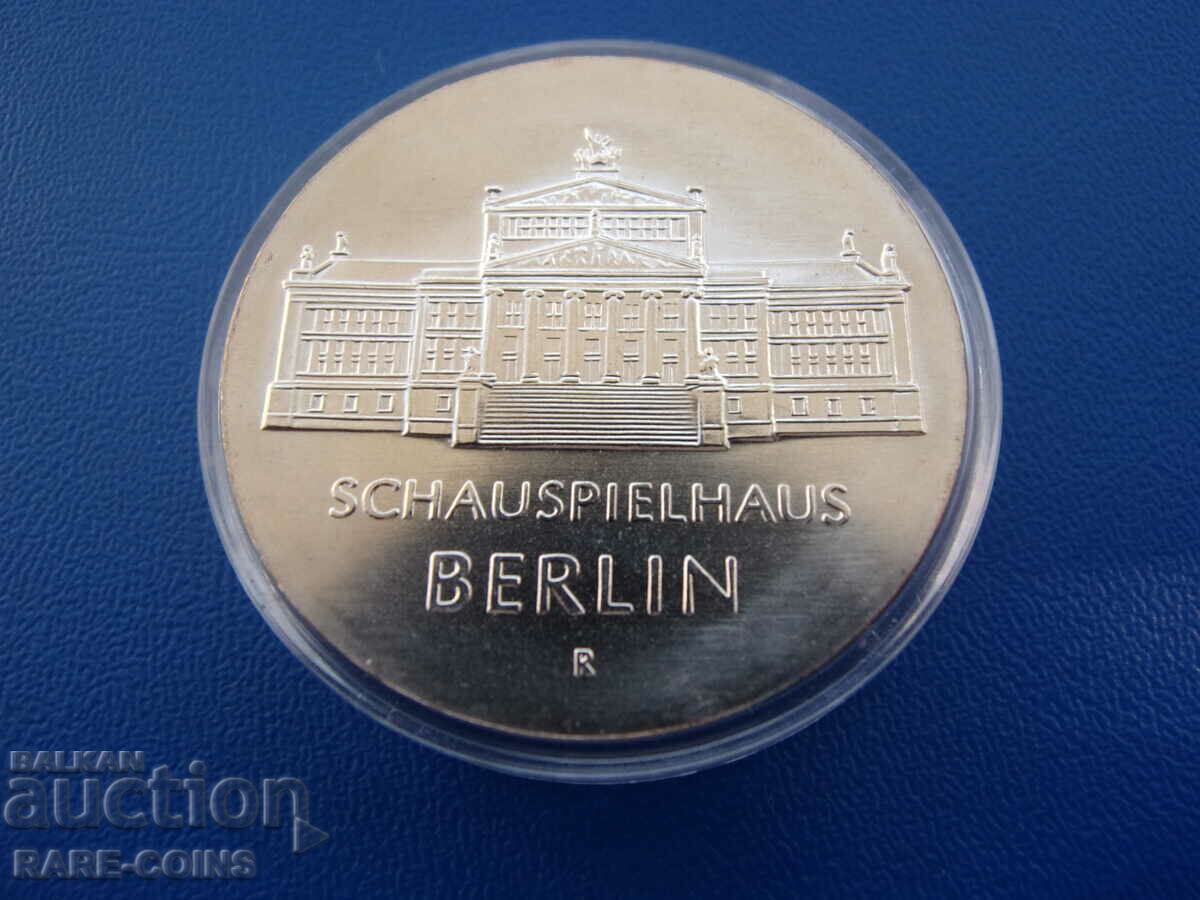 SCHAUSPIELHAUS
BERLIN
R
BALKAN
auction
RARE-COINS